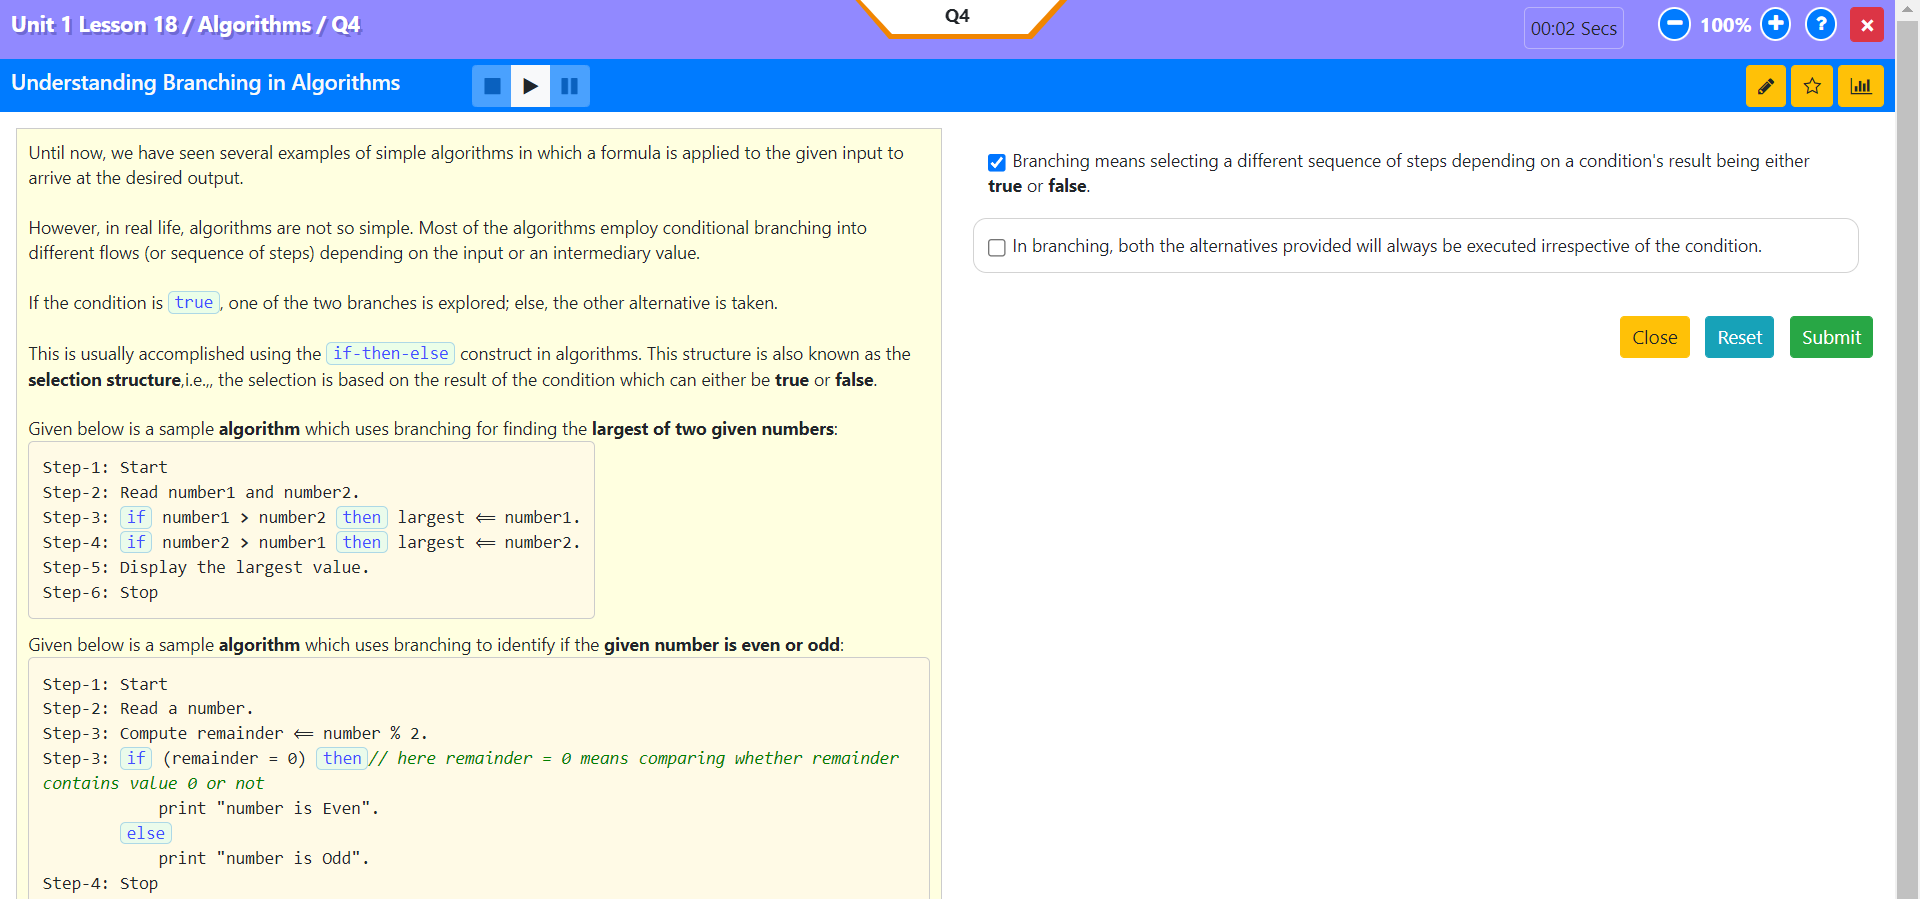 Unit 1 Lesson 18 / Algorithms / Q4
Q4
00:02 Secs
100%
?
Understanding Branching in Algorithms
Until now, we have seen several examples of simple algorithms in which a formula is applied to the given input to
arrive at the desired output.
However, in real life, algorithms are not so simple. Most of the algorithms employ conditional branching into
different flows (or sequence of steps) depending on the input or an intermediary value.
If the condition is true, one of the two branches is explored; else, the other alternative is taken.
This is usually accomplished using the if-then-else construct in algorithms. This structure is also known as the
selection structure,i.e.,, the selection is based on the result of the condition which can either be true or false.
Given below is a sample algorithm which uses branching for finding the largest of two given numbers:
Step-1: Start
Step-2: Read number1 and number2.
Step-3: if number1 > number2 then largest ⟸ number1.
Step-4: if number2 > number1 then largest ⟸ number2.
Step-5: Display the largest value.
Step-6: Stop
Given below is a sample algorithm which uses branching to identify if the given number is even or odd:
Step-1: Start
Step-2: Read a number.
Step-3: Compute remainder ⟸ number % 2.
Step-3: if (remainder = 0) then // here remainder = 0 means comparing whether remainder
contains value 0 or not
print "number is Even".
else
print "number is Odd".
Step-4: Stop
Branching means selecting a different sequence of steps depending on a condition's result being either
true or false.
In branching, both the alternatives provided will always be executed irrespective of the condition.
Close Reset Submit